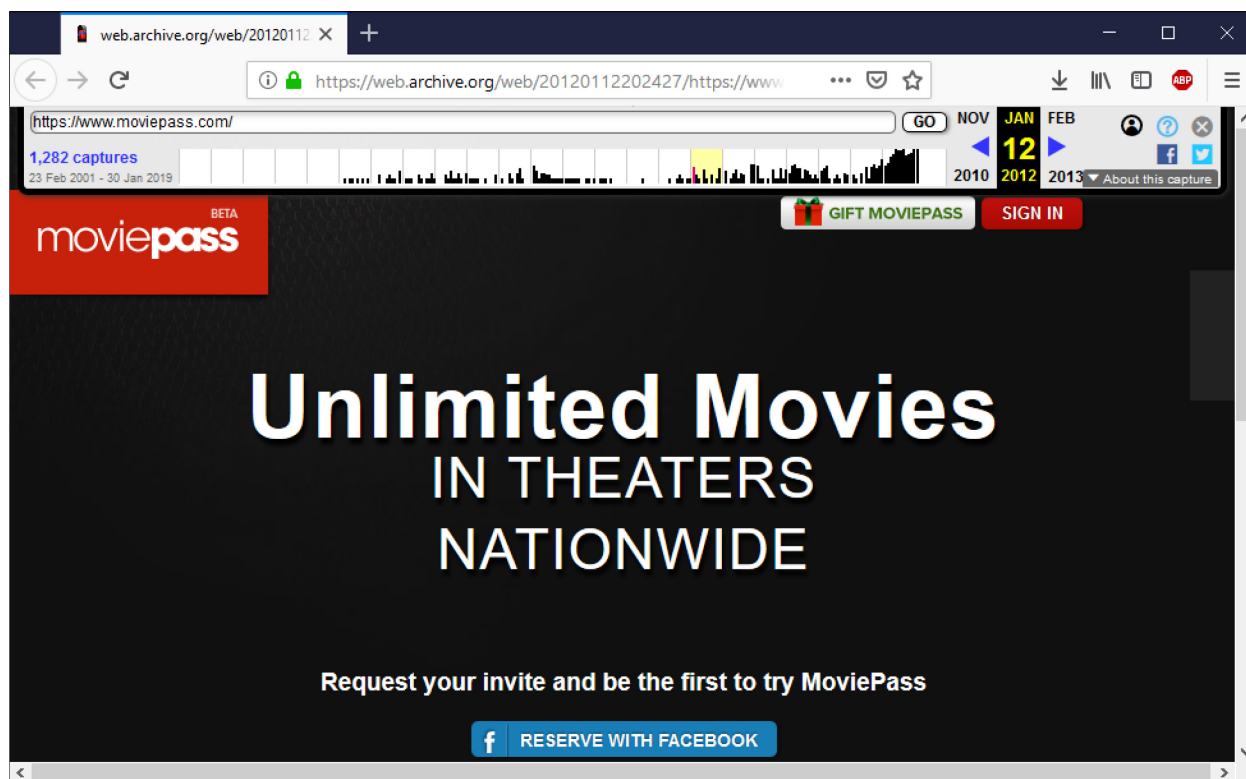 web.archive.org/web/20120112
https://web.archive.org/web/20120112202427/https://www
ABP
https://www.moviepass.com/
GO
NOV JAN FEB
12
2010 2012 2013
1,282 captures
23 Feb 2001 - 30 Jan 2019
About this capture
BETA
moviepass
GIFT MOVIEPASS
SIGN IN
Unlimited Movies
IN THEATERS
NATIONWIDE
Request your invite and be the first to try MoviePass
f RESERVE WITH FACEBOOK